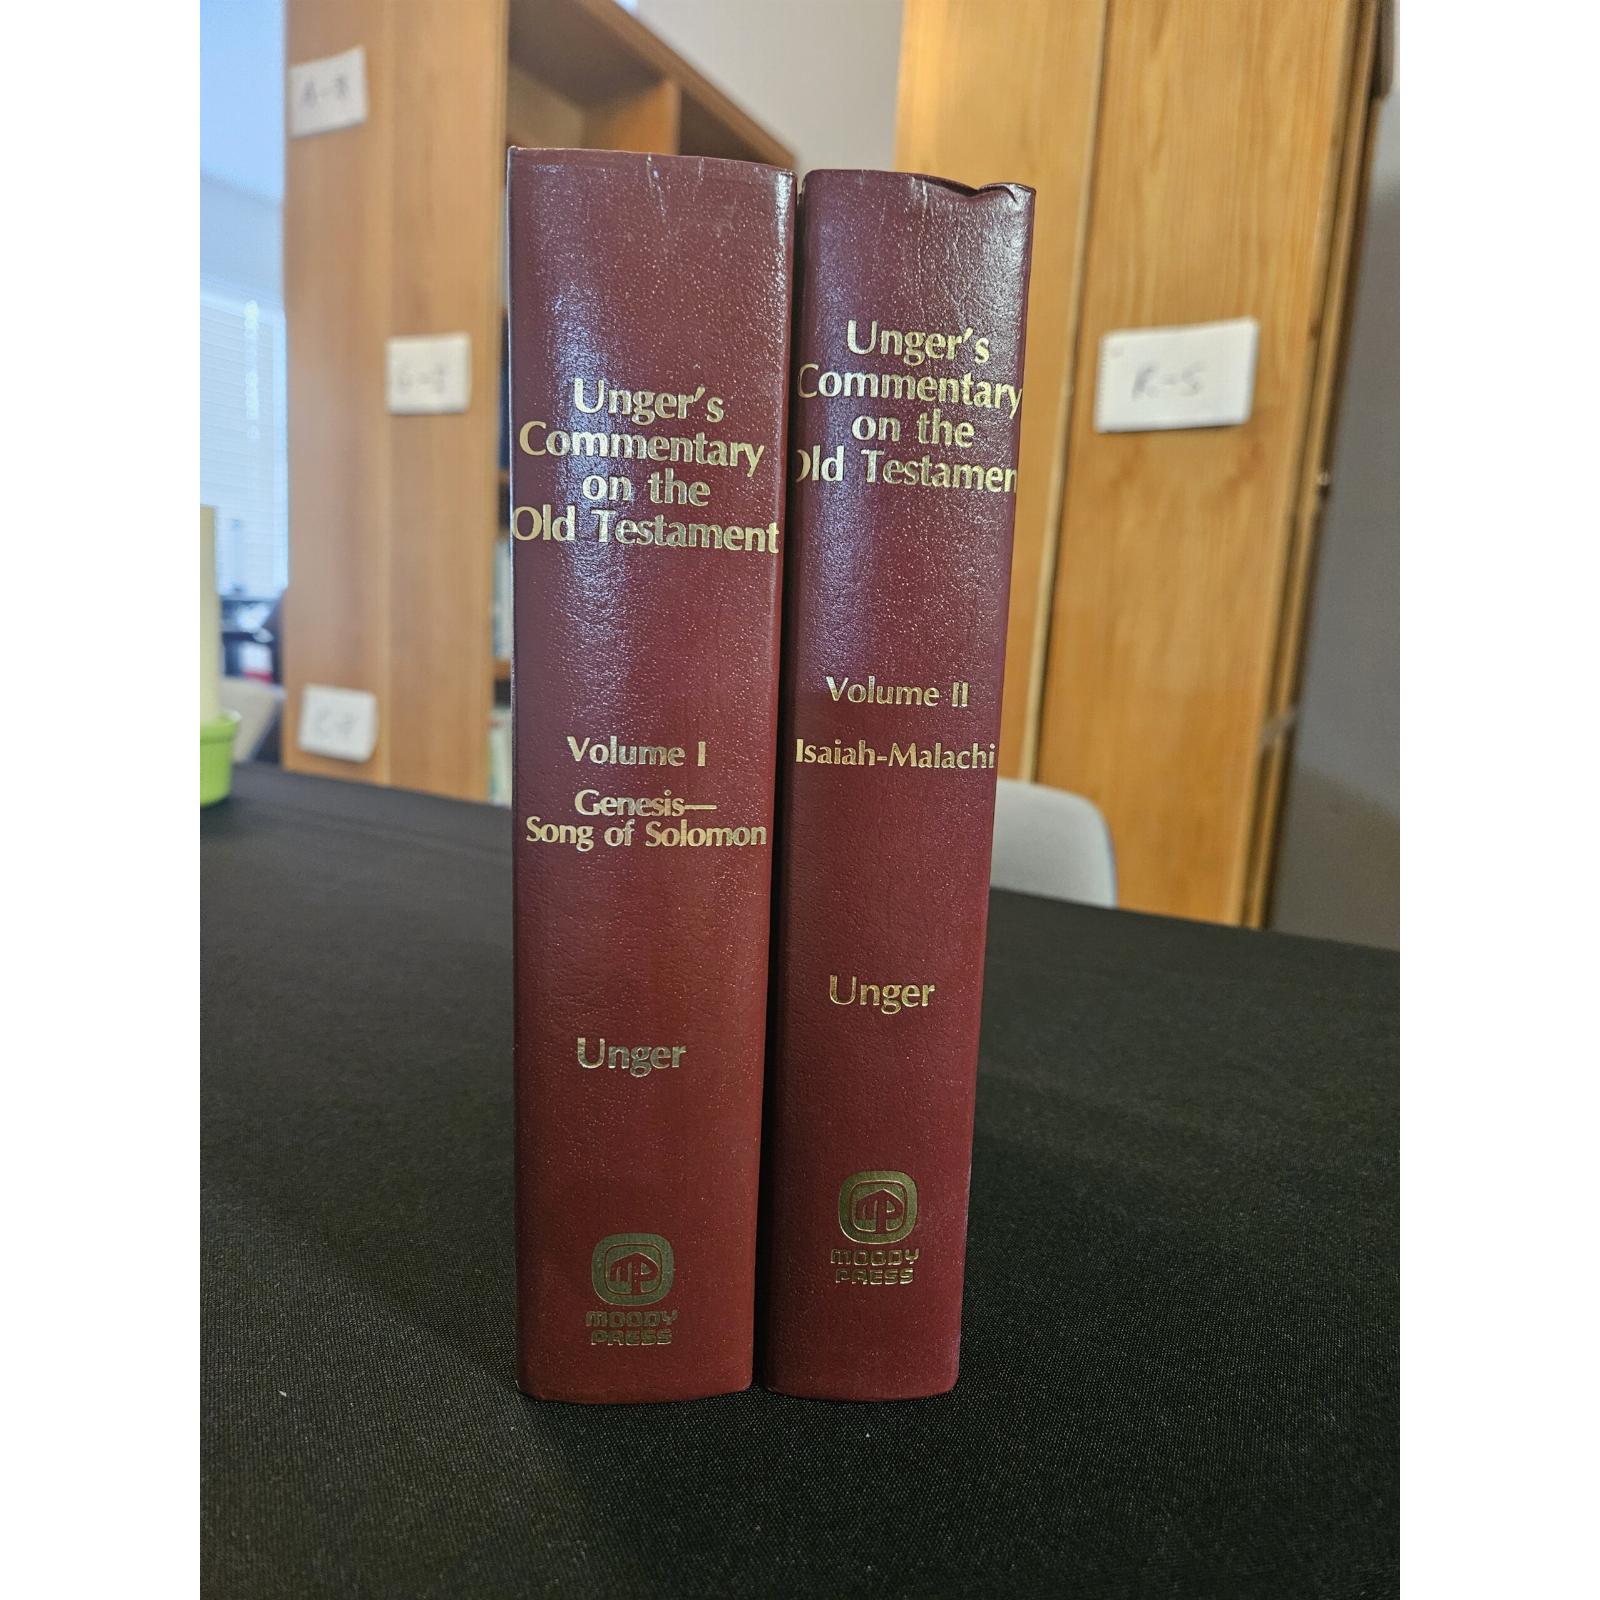 Unger's
Commentary
on the
Old Testament
Volume I
Genesis—
Song of Solomon
Unger
MOODY
PRESS
Unger's
Commentary
on the
Old Testamen
Volume II
Isaiah-Malachi
Unger
MOODY
PRESS
R-S